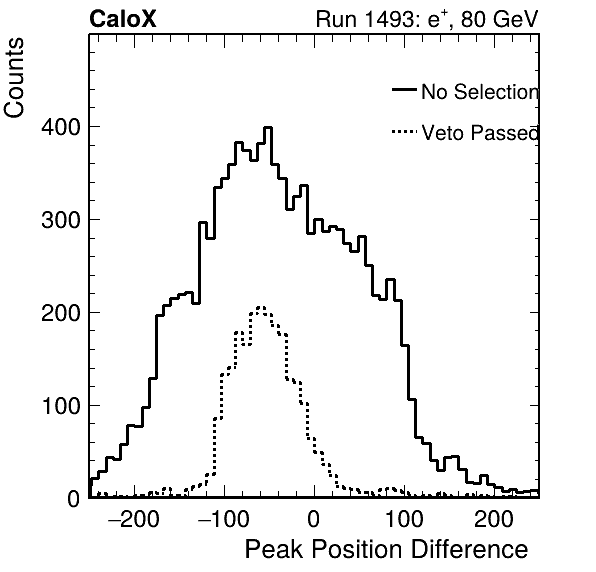 CaloX Run 1493: e⁺, 80 GeV
Counts
No Selection
Veto Passed
400
300
200
100
0
−200 −100 0 100 200
Peak Position Difference